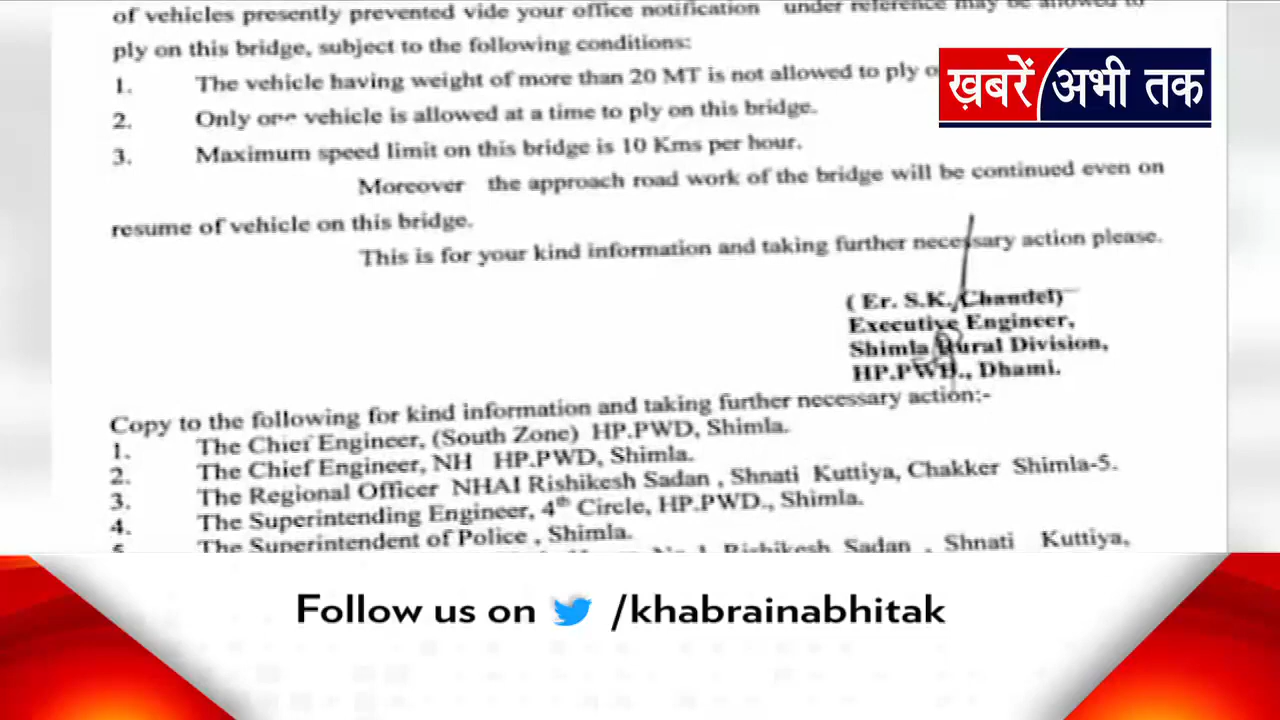 of vehicles presently prevented vide your office notification under reference may be allowed to
ply on this bridge, subject to the following conditions:
1. The vehicle having weight of more than 20 MT is not allowed to ply
2. Only one vehicle is allowed at a time to ply on this bridge.
3. Maximum speed limit on this bridge is 10 Kms per hour.
Moreover the approach road work of the bridge will be continued even on
resume of vehicle on this bridge.
This is for your kind information and taking further necessary action please.
( Er. S.K. Chandel)
Executive Engineer,
Shimla Rural Division,
HP.PWD., Dhami.
Copy to the following for kind information and taking further necessary action:-
1. The Chief Engineer, (South Zone) HP.PWD, Shimla.
2. The Chief Engineer, NH HP.PWD, Shimla.
3. The Regional Officer NHAI Rishikesh Sadan , Shnati Kuttiya, Chakker Shimla-5.
4. The Superintending Engineer, 4th Circle, HP.PWD., Shimla.
5. The Superintendent of Police , Shimla.
Rishikesh Sadan , Shnati Kuttiya,
ख़बरें अभी तक
Follow us on /khabrainabhitak